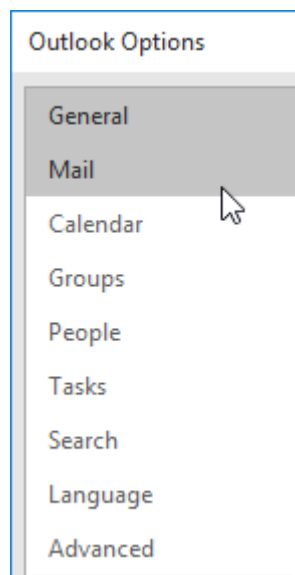 Outlook Options
General
Mail
Calendar
Groups
People
Tasks
Search
Language
Advanced